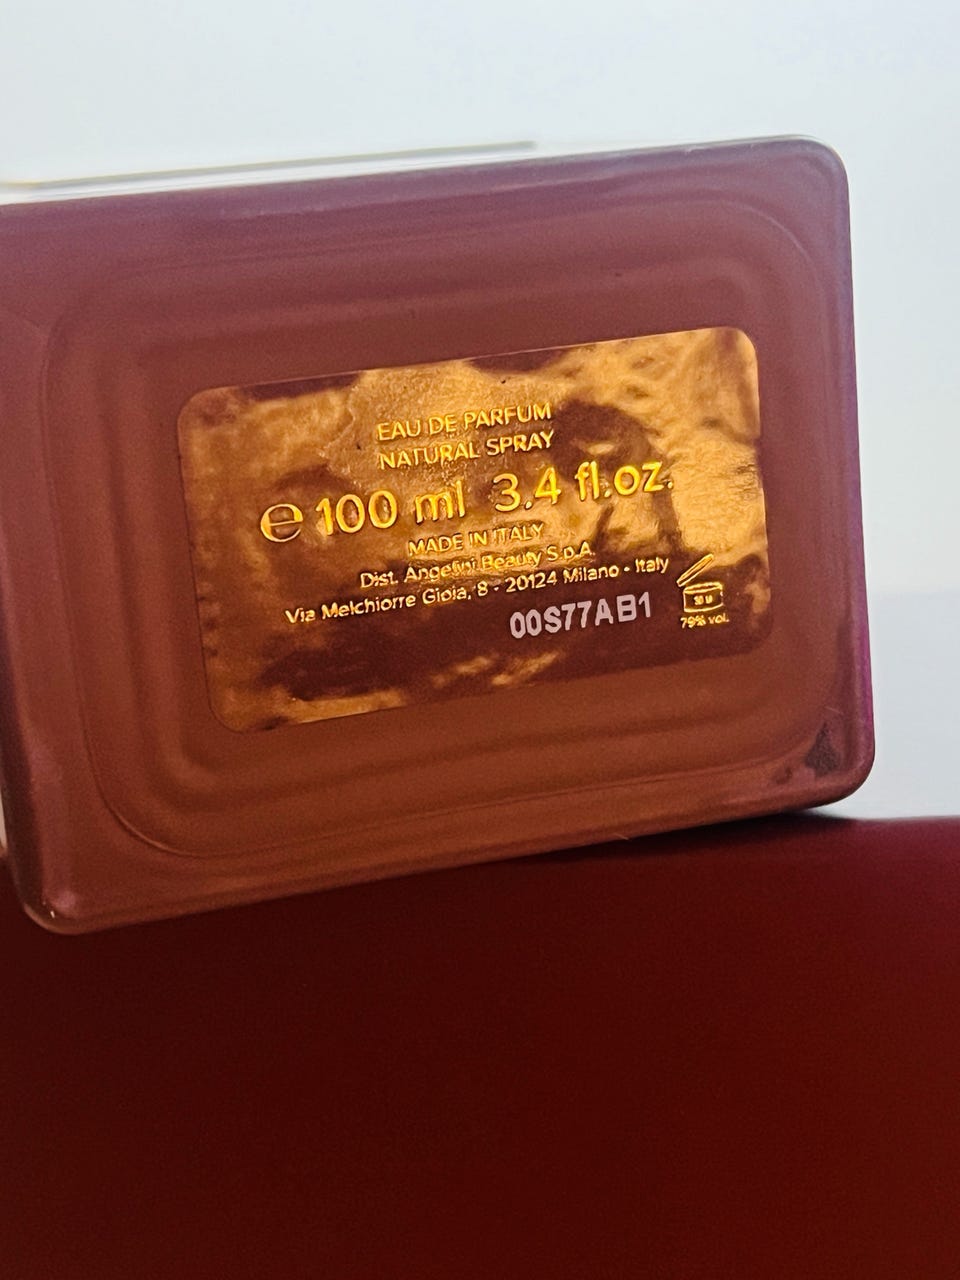 EAU DE PARFUM
NATURAL SPRAY
℮ 100 ml 3.4 fl.oz.
MADE IN ITALY
Dist. Angelini Beauty S.p.A.
Via Melchiorre Gioia, 8 - 20124 Milano - Italy
00S77AB1
79% vol.